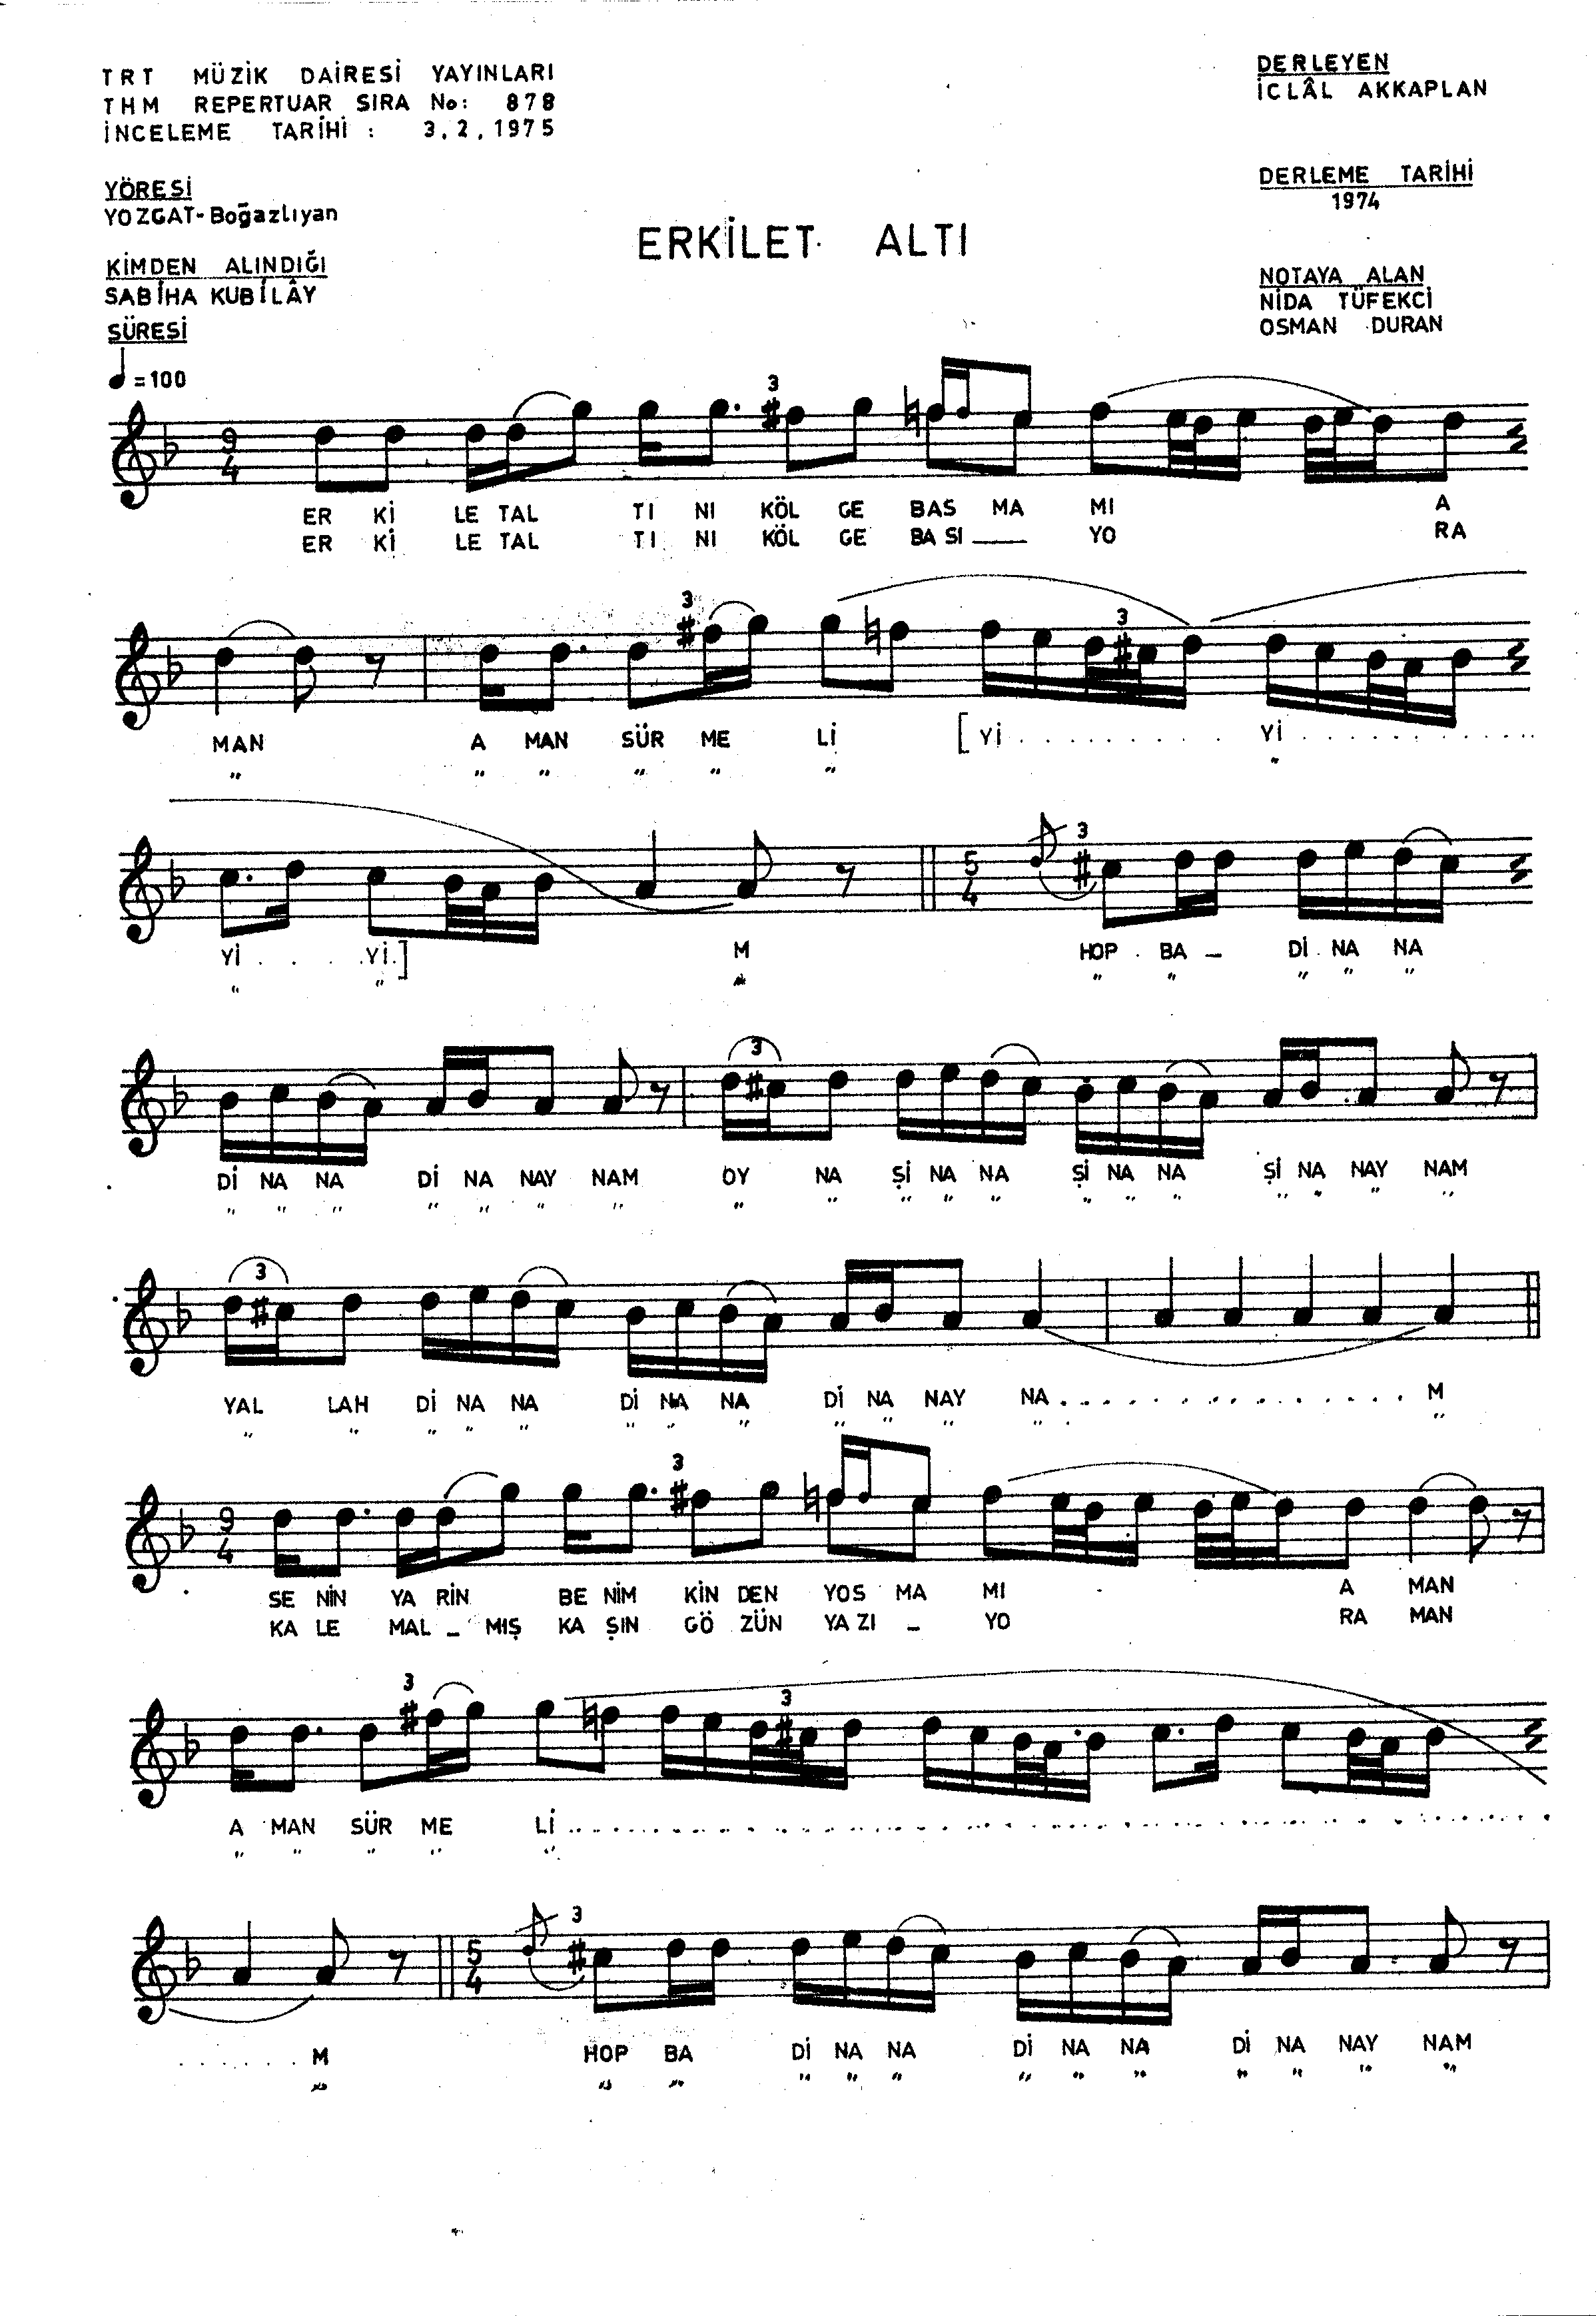 TRT MÜZİK DAİRESİ YAYINLARI
THM REPERTUAR SIRA No: 878
İNCELEME TARİHİ : 3.2.1975
DERLEYEN
İCLÂL AKKAPLAN
YÖRESİ
YOZGAT-Boğazlıyan
DERLEME TARİHİ
1974
ERKİLET ALTI
KİMDEN ALINDIĞI
SABİHA KUBİLÂY
NOTAYA ALAN
NİDA TÜFEKCİ
OSMAN DURAN
SÜRESİ
♩=100
3
9
4
ER Kİ LE TAL TI NI KÖL GE BAS MA MI A
ER Kİ LE TAL TI NI KÖL GE BA SI ___ YO RA
3 3
MAN A MAN SÜR ME Lİ [Yİ . . . . . . . . . Yİ . . . . . . . . . . .
" " " " " " "
3
5
4
Yİ . . . . Yİ.] M HOP BA _ Dİ NA NA
" " " " " " " "
3
Dİ NA NA Dİ NA NAY NAM OY NA Şİ NA NA Şİ NA NA Şİ NA NAY NAM
" " " " " " " " " " " " " " " " " " "
3
YAL LAH Dİ NA NA Dİ NA NA Dİ NA NAY NA . . . . . . . . . . . . . M
" " " " " " " " " " " " "
3
9
4
SE NİN YA RİN BE NİM KİN DEN YOS MA MI A MAN
KA LE MAL _ MIŞ KA ŞIN GÖ ZÜN YA ZI _ YO RA MAN
3 3
A MAN SÜR ME Lİ . . . . . . . . . . . . . . . . . . . . . . . . . . . . . .
" " " " "
3
5
4
. . . . . . M HOP BA Dİ NA NA Dİ NA NA Dİ NA NAY NAM
" " " " " " " " " " " " "